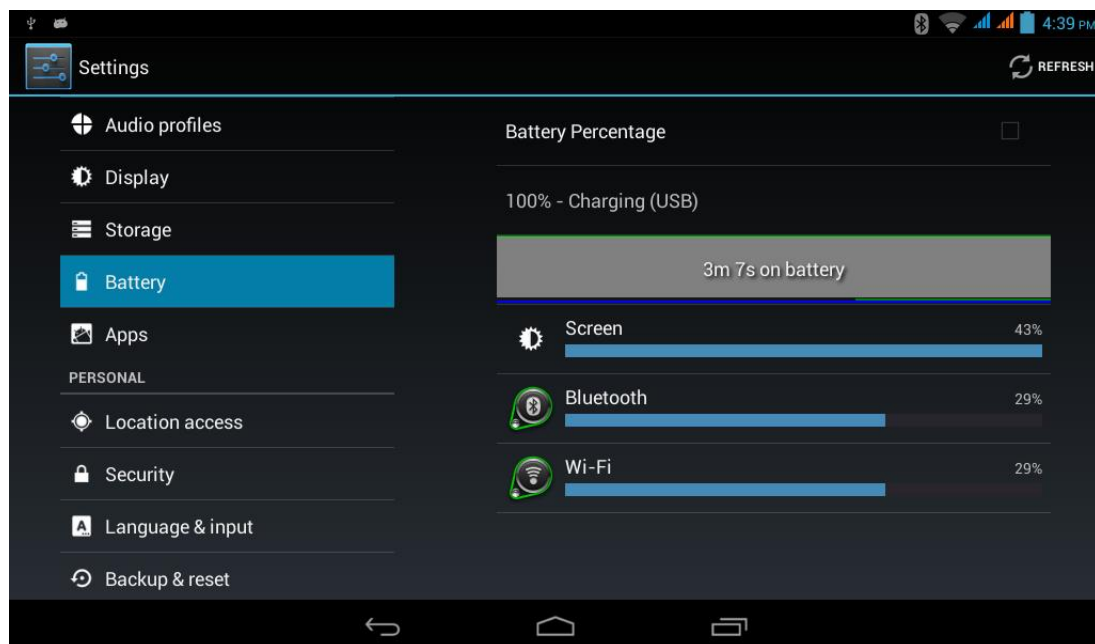 4:39 PM
Settings
REFRESH
Audio profiles
Display
Storage
Battery
Apps
PERSONAL
Location access
Security
Language & input
Backup & reset
Battery Percentage
100% - Charging (USB)
3m 7s on battery
Screen 43%
Bluetooth 29%
Wi-Fi 29%